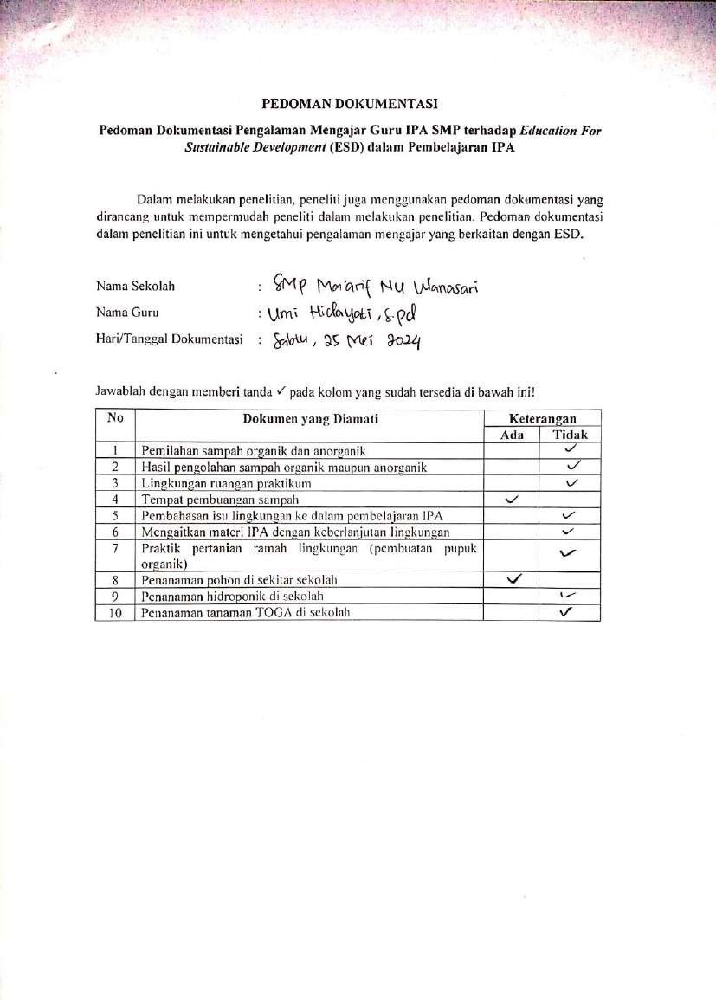 PEDOMAN DOKUMENTASI
Pedoman Dokumentasi Pengalaman Mengajar Guru IPA SMP terhadap Education For
Sustainable Development (ESD) dalam Pembelajaran IPA
Dalam melakukan penelitian, peneliti juga menggunakan pedoman dokumentasi yang
dirancang untuk mempermudah peneliti dalam melakukan penelitian. Pedoman dokumentasi
dalam penelitian ini untuk mengetahui pengalaman mengajar yang berkaitan dengan ESD.
Nama Sekolah : SMP Ma'arif NU Wanasari
Nama Guru : Umi Hidayati, S.Pd
Hari/Tanggal Dokumentasi : Sabtu, 25 Mei 2024
Jawablah dengan memberi tanda ✓ pada kolom yang sudah tersedia di bawah ini!
No Dokumen yang Diamati Keterangan
Ada Tidak
1 Pemilahan sampah organik dan anorganik ✓
2 Hasil pengolahan sampah organik maupun anorganik ✓
3 Lingkungan ruangan praktikum ✓
4 Tempat pembuangan sampah ✓
5 Pembahasan isu lingkungan ke dalam pembelajaran IPA ✓
6 Mengaitkan materi IPA dengan keberlanjutan lingkungan ✓
7 Praktik pertanian ramah lingkungan (pembuatan pupuk ✓
organik)
8 Penanaman pohon di sekitar sekolah ✓
9 Penanaman hidroponik di sekolah ✓
10 Penanaman tanaman TOGA di sekolah ✓